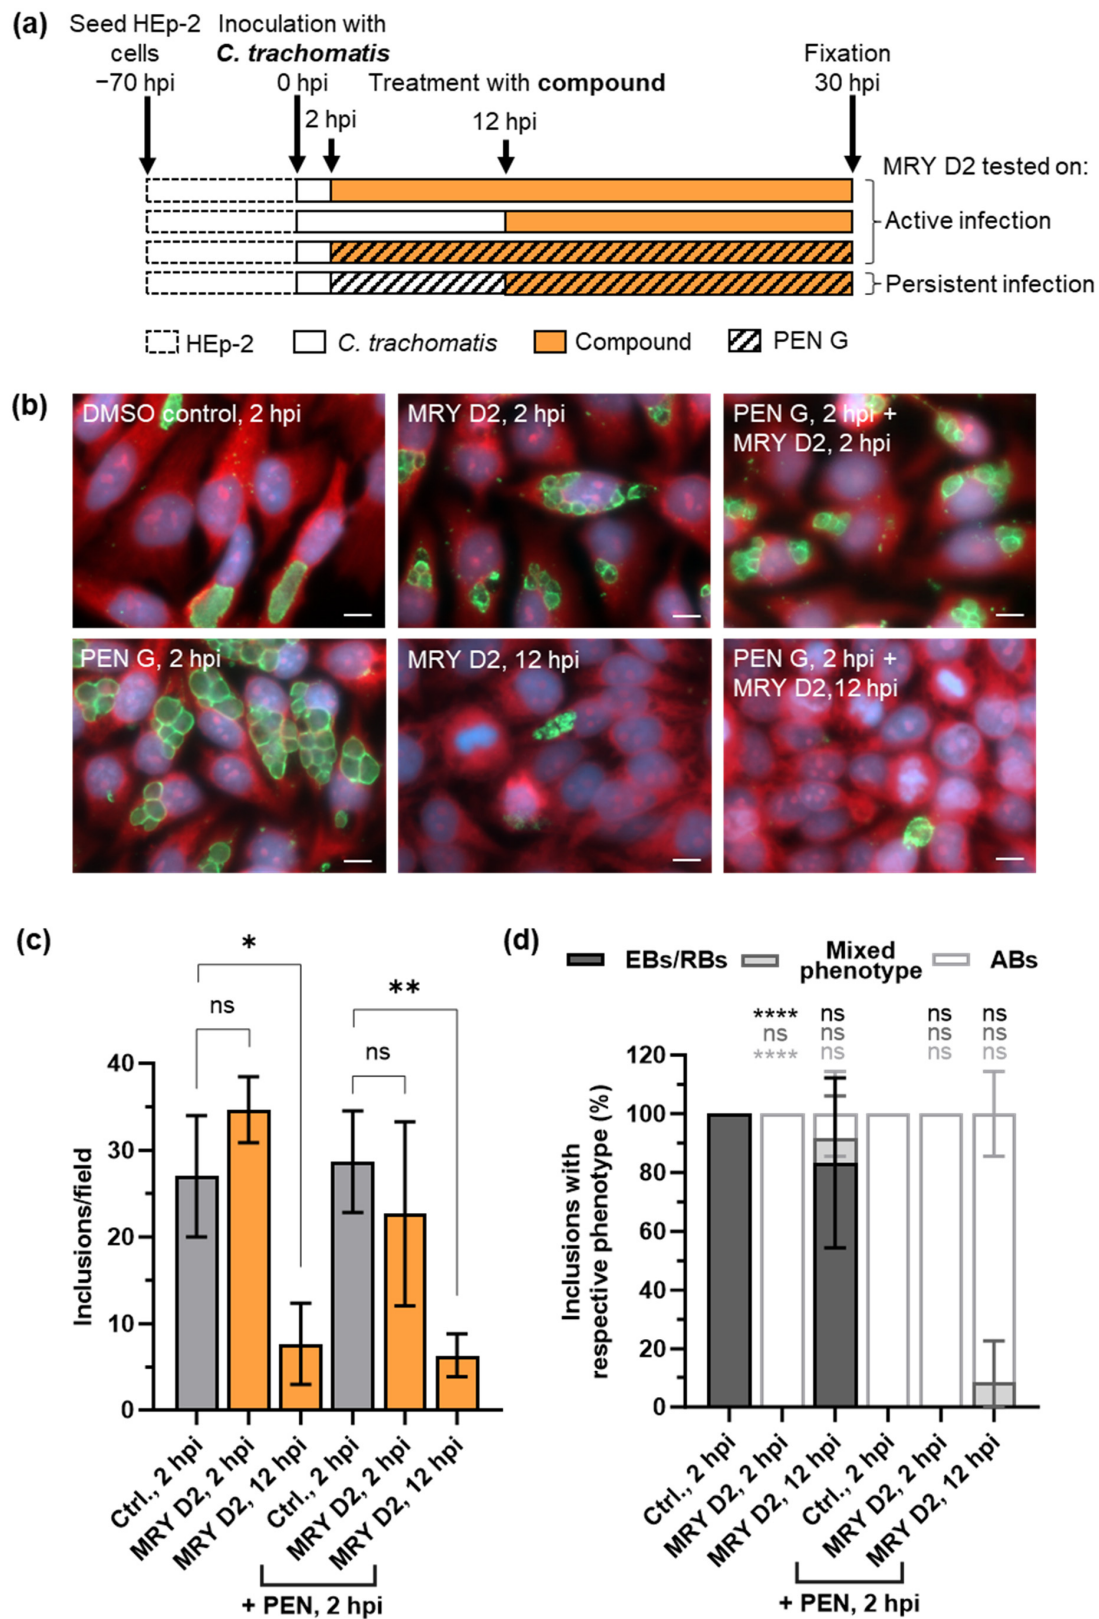 (a)
Seed HEp-2 cells
−70 hpi
Inoculation with
C. trachomatis
0 hpi
2 hpi
Treatment with compound
12 hpi
Fixation
30 hpi
MRY D2 tested on:
Active infection
Persistent infection
HEp-2
C. trachomatis
Compound
PEN G
(b)
DMSO control, 2 hpi
MRY D2, 2 hpi
PEN G, 2 hpi +
MRY D2, 2 hpi
PEN G, 2 hpi
MRY D2, 12 hpi
PEN G, 2 hpi +
MRY D2,12 hpi
(c)
*
ns
**
ns
40
30
20
10
0
Inclusions/field
Ctrl., 2 hpi
MRY D2, 2 hpi
MRY D2, 12 hpi
Ctrl., 2 hpi
MRY D2, 2 hpi
MRY D2, 12 hpi
+ PEN, 2 hpi
(d)
EBs/RBs
Mixed
phenotype
ABs
**** ns ns ns
ns ns ns ns
**** ns ns ns
120
100
80
60
40
20
0
Inclusions with
respective phenotype (%)
Ctrl., 2 hpi
MRY D2, 2 hpi
MRY D2, 12 hpi
Ctrl., 2 hpi
MRY D2, 2 hpi
MRY D2, 12 hpi
+ PEN, 2 hpi